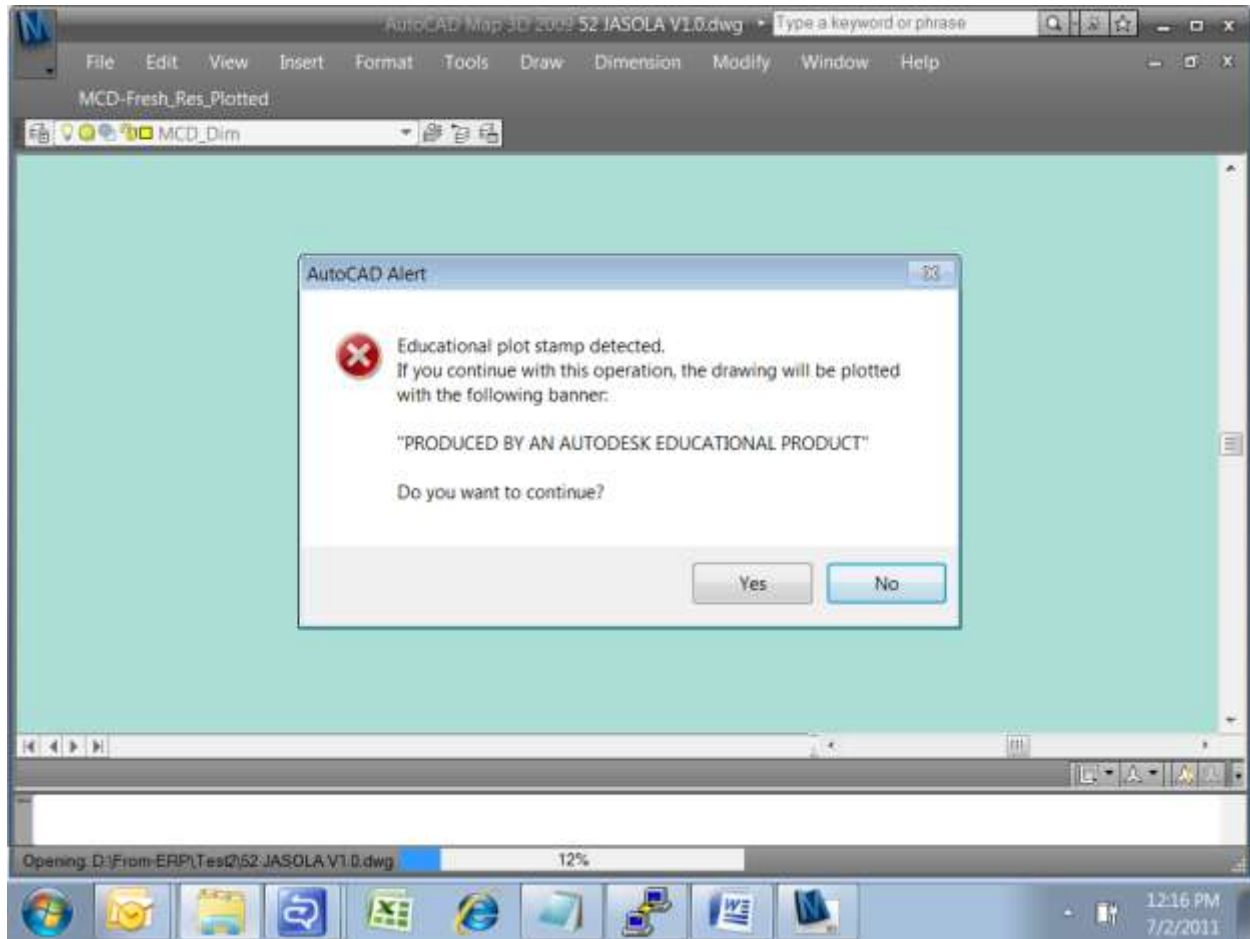 AutoCAD Map 3D 2009 52 JASOLA V1.0.dwg Type a keyword or phrase
File Edit View Insert Format Tools Draw Dimension Modify Window Help
MCD-Fresh_Res_Plotted
MCD_Dim
AutoCAD Alert
Educational plot stamp detected.
If you continue with this operation, the drawing will be plotted
with the following banner:
"PRODUCED BY AN AUTODESK EDUCATIONAL PRODUCT"
Do you want to continue?
Yes No
Opening: D:\From-ERP\Test2\52 JASOLA V1.0.dwg 12%
12:16 PM
7/2/2011